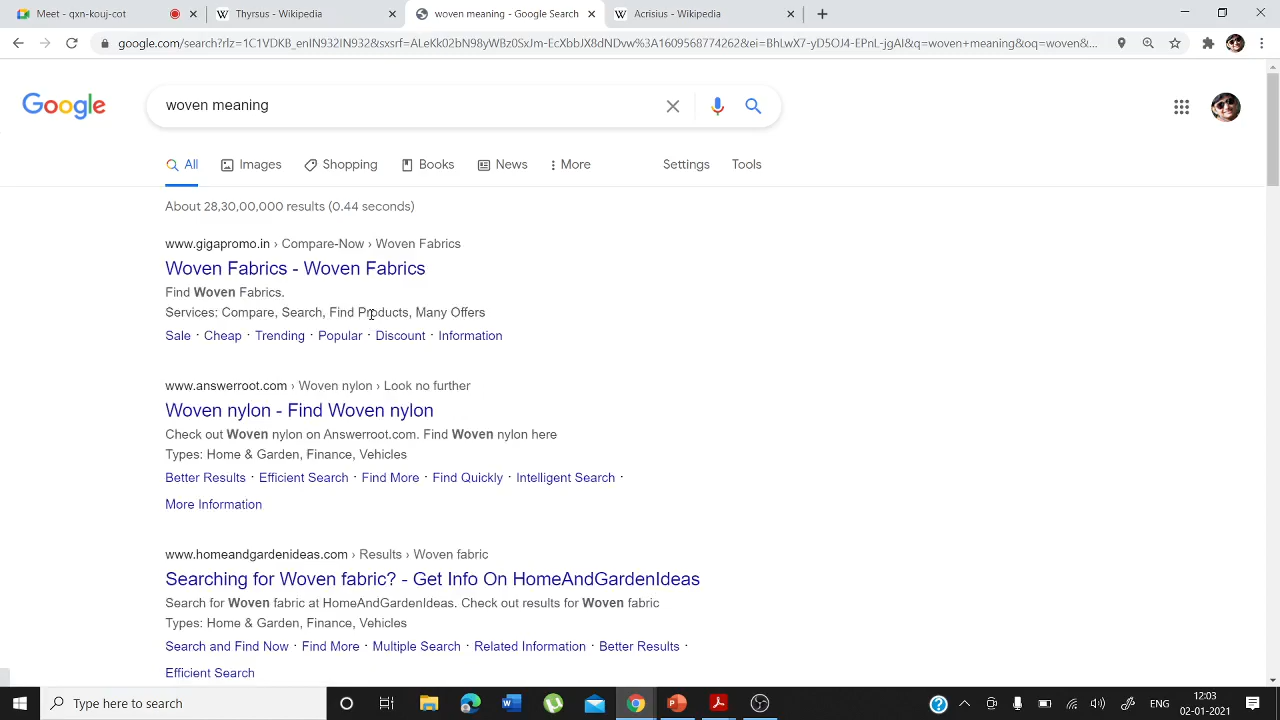 Meet - qxn-kouj-cot
Thyrsus - Wikipedia
woven meaning - Google Search
Acrisius - Wikipedia
google.com/search?rlz=1C1VDKB_enIN932IN932&sxsrf=ALeKk02bN98yWBz0sxJm-EcXbbJX8dNDvw%3A1609568774262&ei=BhLwX7-yD5OJ4-EPnL-jgAI&q=woven+meaning&oq=woven&...
Google
woven meaning
All Images Shopping Books News More Settings Tools
About 28,30,00,000 results (0.44 seconds)
www.gigapromo.in › Compare-Now › Woven Fabrics
Woven Fabrics - Woven Fabrics
Find Woven Fabrics.
Services: Compare, Search, Find Products, Many Offers
Sale · Cheap · Trending · Popular · Discount · Information
www.answerroot.com › Woven nylon › Look no further
Woven nylon - Find Woven nylon
Check out Woven nylon on Answerroot.com. Find Woven nylon here
Types: Home & Garden, Finance, Vehicles
Better Results · Efficient Search · Find More · Find Quickly · Intelligent Search ·
More Information
www.homeandgardenideas.com › Results › Woven fabric
Searching for Woven fabric? - Get Info On HomeAndGardenIdeas
Search for Woven fabric at HomeAndGardenIdeas. Check out results for Woven fabric
Types: Home & Garden, Finance, Vehicles
Search and Find Now · Find More · Multiple Search · Related Information · Better Results ·
Efficient Search
Type here to search
ENG
12:03
02-01-2021